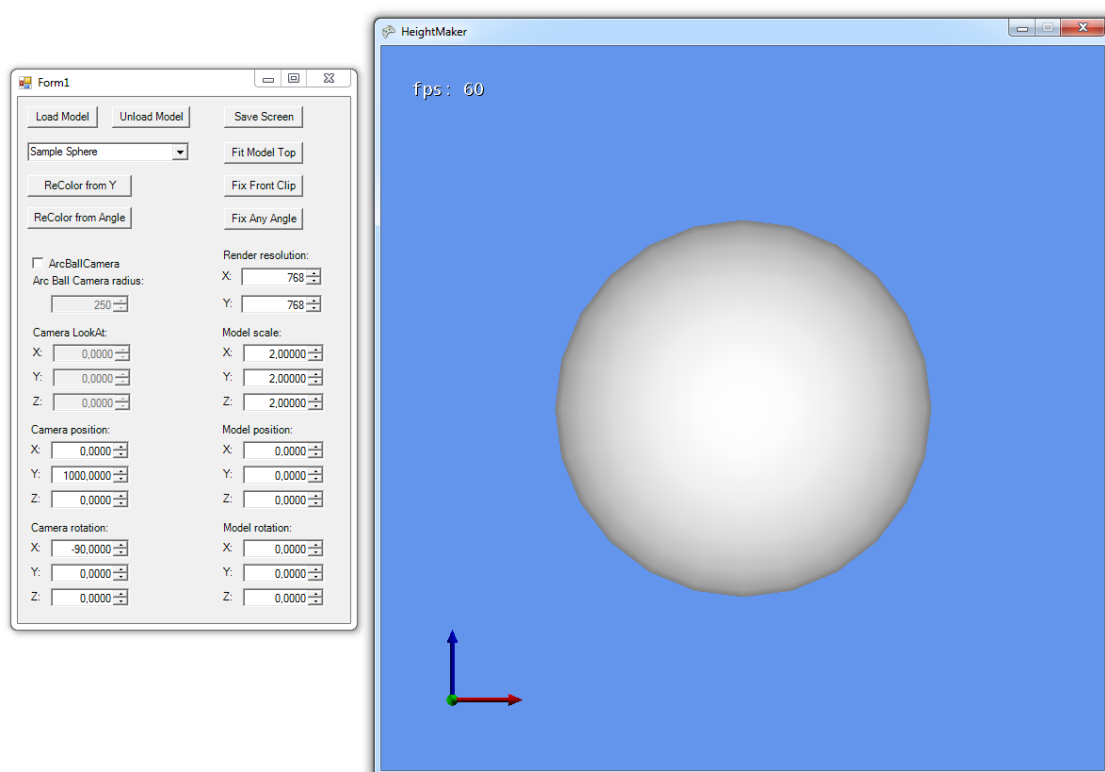 HeightMaker
fps: 60
Form1
Load Model Unload Model Save Screen
Sample Sphere Fit Model Top
ReColor from Y Fix Front Clip
ReColor from Angle Fix Any Angle
ArcBallCamera Render resolution:
Arc Ball Camera radius: X: 768
250 Y: 768
Camera LookAt: Model scale:
X: 0,0000 X: 2,00000
Y: 0,0000 Y: 2,00000
Z: 0,0000 Z: 2,00000
Camera position: Model position:
X: 0,0000 X: 0,0000
Y: 1000,0000 Y: 0,0000
Z: 0,0000 Z: 0,0000
Camera rotation: Model rotation:
X: -90,0000 X: 0,0000
Y: 0,0000 Y: 0,0000
Z: 0,0000 Z: 0,0000